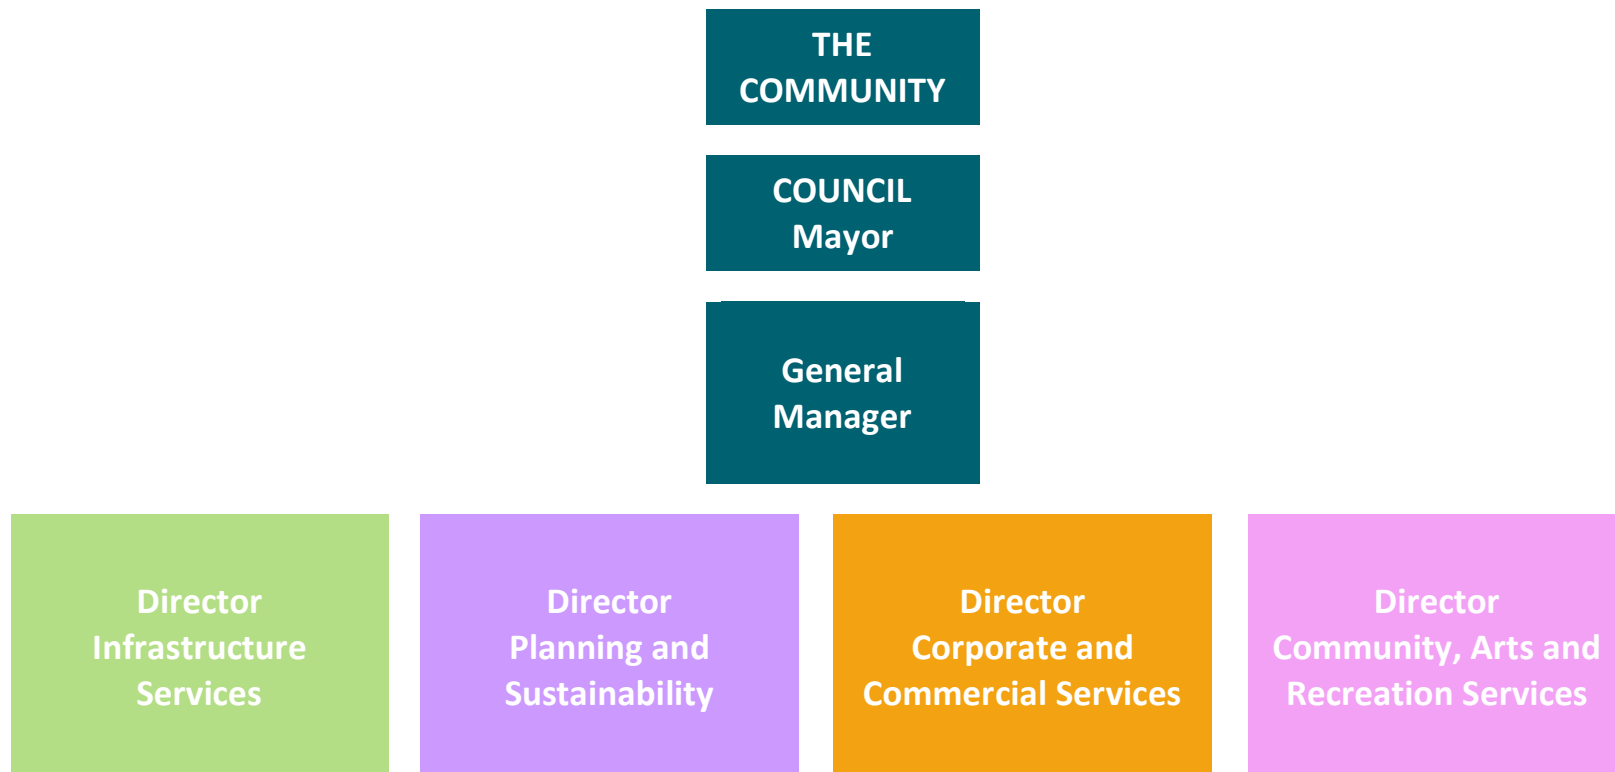 THE
COMMUNITY
COUNCIL
Mayor
General
Manager
Director
Infrastructure
Services
Director
Planning and
Sustainability
Director
Corporate and
Commercial Services
Director
Community, Arts and
Recreation Services